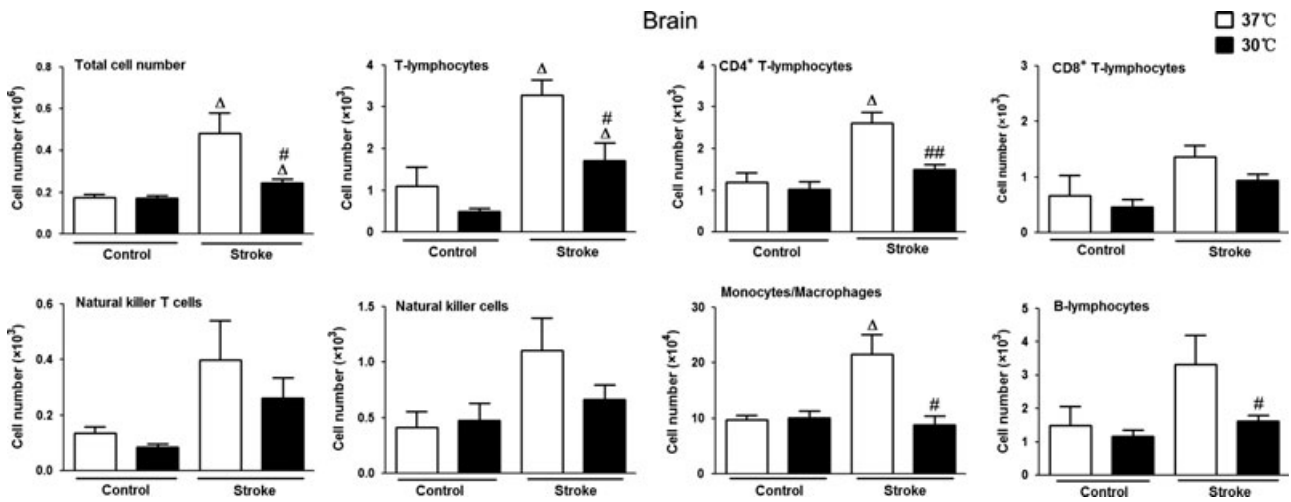 Brain
37℃
30℃
Total cell number
Cell number (×10⁶)
0.8
0.6
0.4
0.2
0.0
Δ
#
Δ
Control
Stroke
T-lymphocytes
Cell number (×10³)
4
3
2
1
0
Δ
#
Δ
Control
Stroke
CD4⁺ T-lymphocytes
Cell number (×10³)
4
3
2
1
0
Δ
##
Control
Stroke
CD8⁺ T-lymphocytes
Cell number (×10³)
3
2
1
0
Control
Stroke
Natural killer T cells
Cell number (×10³)
0.6
0.4
0.2
0.0
Control
Stroke
Natural killer cells
Cell number (×10³)
1.5
1.0
0.5
0.0
Control
Stroke
Monocytes/Macrophages
Cell number (×10⁴)
30
20
10
0
Δ
#
Control
Stroke
B-lymphocytes
Cell number (×10³)
5
4
3
2
1
0
#
Control
Stroke